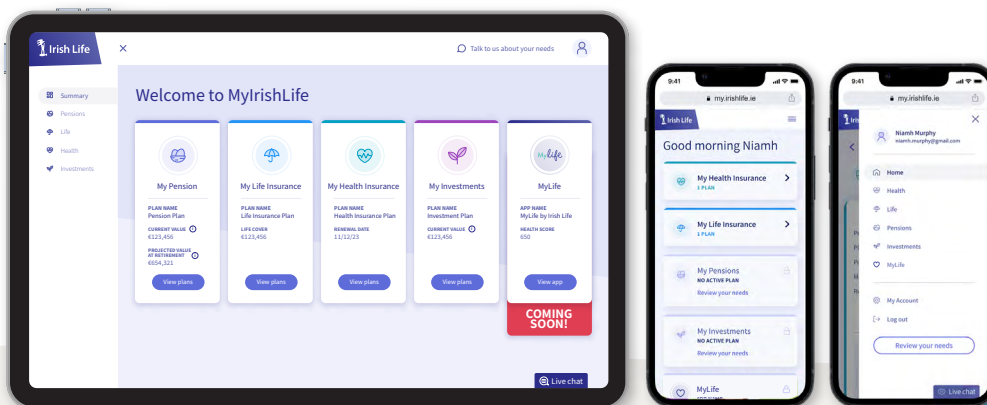 Irish Life
Talk to us about your needs
Summary
Pensions
Life
Health
Investments
Welcome to MyIrishLife
My Pension
PLAN NAME
Pension Plan
CURRENT VALUE
€123,456
PROJECTED VALUE
AT RETIREMENT
€654,321
View plans
My Life Insurance
PLAN NAME
Life Insurance Plan
LIFE COVER
€123,456
View plans
My Health Insurance
PLAN NAME
Health Insurance Plan
RENEWAL DATE
11/12/23
View plans
My Investments
PLAN NAME
Investment Plan
CURRENT VALUE
€123,456
View plans
MyLife
MyLife
APP NAME
MyLife by Irish Life
HEALTH SCORE
650
View app
COMING
SOON!
Live chat
9:41
my.irishlife.ie
Irish Life
Good morning Niamh
My Health Insurance
1 PLAN
My Life Insurance
1 PLAN
My Pensions
NO ACTIVE PLAN
Review your needs
My Investments
NO ACTIVE PLAN
Review your needs
MyLife
9:41
my.irishlife.ie
Niamh Murphy
niamh.murphy@gmail.com
Home
Health
Life
Pensions
Investments
MyLife
My Account
Log out
Review your needs
Live chat